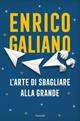 ENRICO
GALIANO
L'ARTE DI SBAGLIARE
ALLA GRANDE